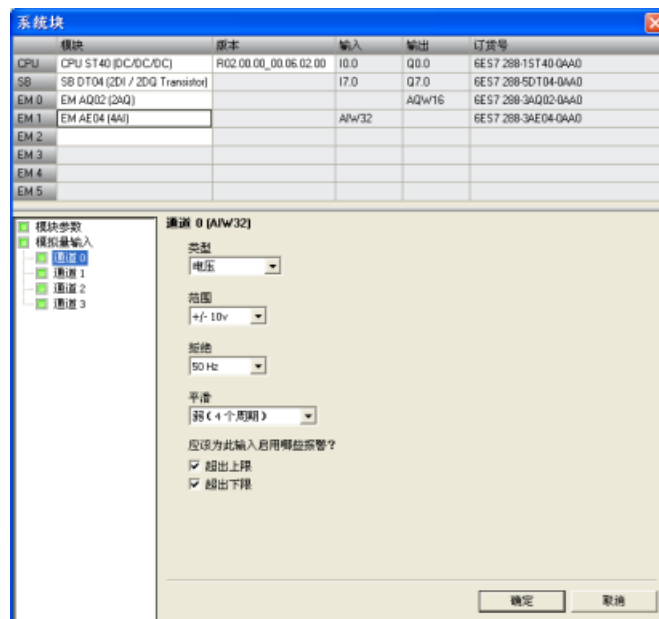 系统块
模块 版本 输入 输出 订货号
CPU CPU ST40 (DC/DC/DC) R02.00.00_00.06.02.00 I0.0 Q0.0 6ES7 288-1ST40-0AA0
SB SB DT04 (2DI / 2DQ Transistor) I7.0 Q7.0 6ES7 288-5DT04-0AA0
EM 0 EM AQ02 (2AQ) AQW16 6ES7 288-3AQ02-0AA0
EM 1 EM AE04 (4AI) AIW32 6ES7 288-3AE04-0AA0
EM 2
EM 3
EM 4
EM 5
模块参数
模拟量输入
通道 0
通道 1
通道 2
通道 3
通道 0 (AIW32)
类型
电压
范围
+/- 10v
拒绝
50 Hz
平滑
弱(4 个周期)
应该为此输入启用哪些报警?
超出上限
超出下限
确定 取消